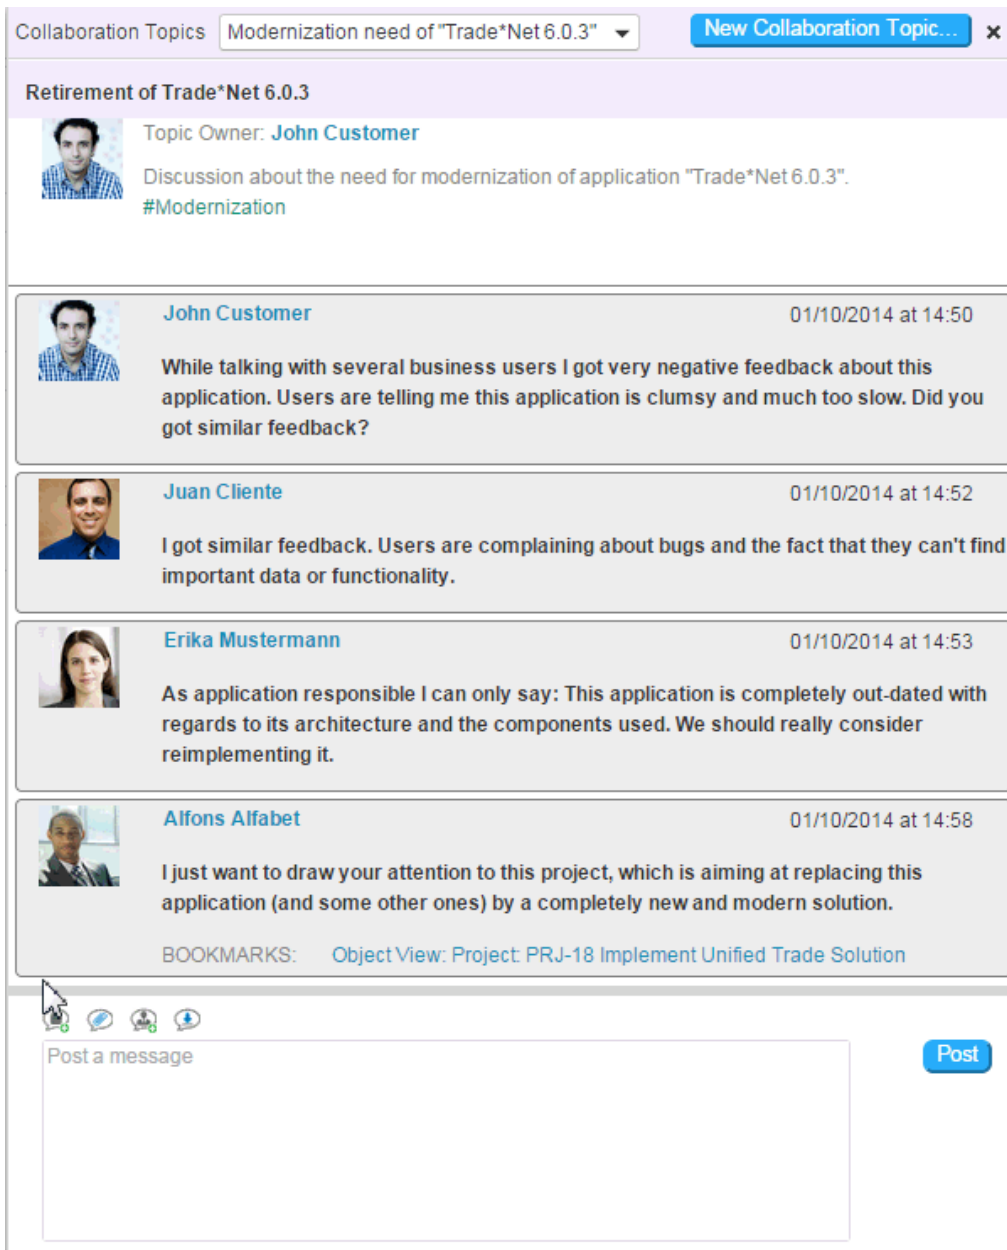 Collaboration Topics Modernization need of "Trade*Net 6.0.3" New Collaboration Topic...
Retirement of Trade*Net 6.0.3
Topic Owner: John Customer
Discussion about the need for modernization of application "Trade*Net 6.0.3".
#Modernization
John Customer 01/10/2014 at 14:50
While talking with several business users I got very negative feedback about this
application. Users are telling me this application is clumsy and much too slow. Did you
got similar feedback?
Juan Cliente 01/10/2014 at 14:52
I got similar feedback. Users are complaining about bugs and the fact that they can't find
important data or functionality.
Erika Mustermann 01/10/2014 at 14:53
As application responsible I can only say: This application is completely out-dated with
regards to its architecture and the components used. We should really consider
reimplementing it.
Alfons Alfabet 01/10/2014 at 14:58
I just want to draw your attention to this project, which is aiming at replacing this
application (and some other ones) by a completely new and modern solution.
BOOKMARKS: Object View: Project: PRJ-18 Implement Unified Trade Solution
Post a message Post